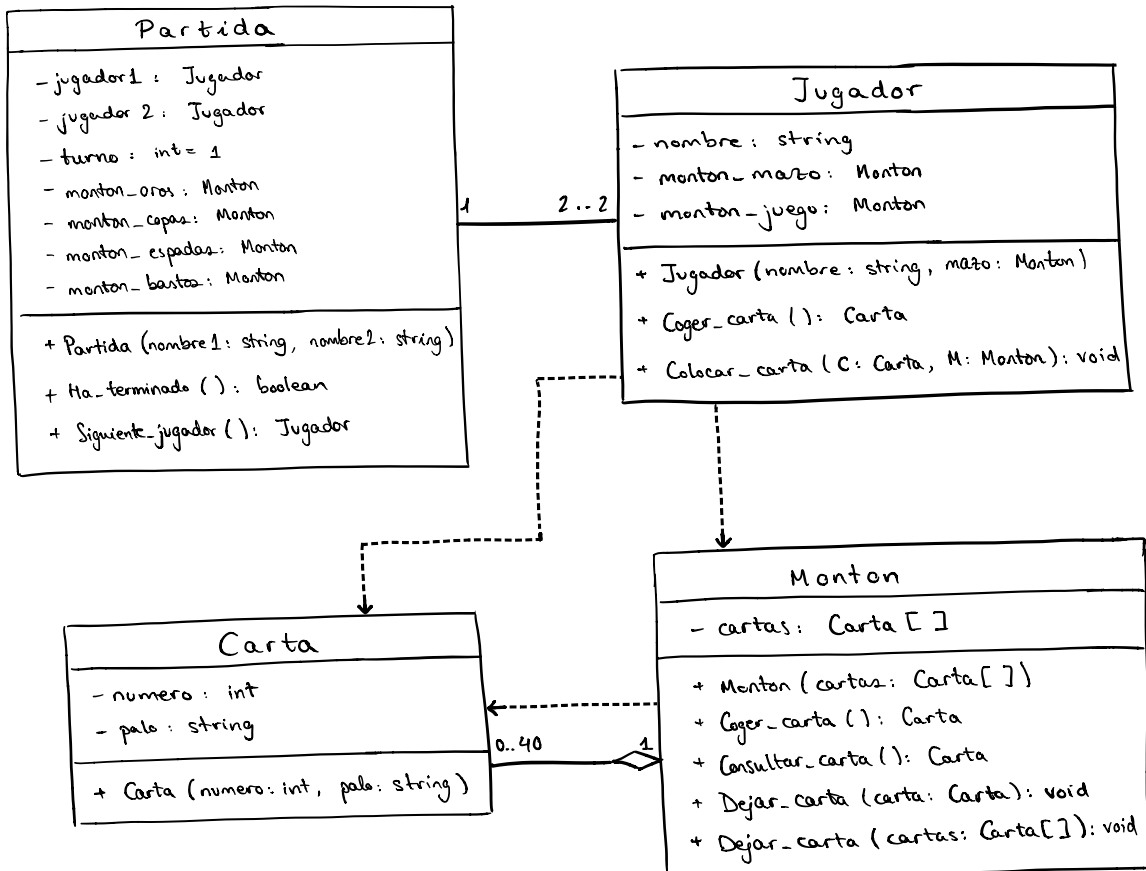 Partida
- jugador1 : Jugador
- jugador 2 : Jugador
- turno : int = 1
- monton_oros : Monton
- monton_copas : Monton
- monton_espadas : Monton
- monton_bastos : Monton
+ Partida (nombre1 : string, nombre2 : string)
+ Ha_terminado () : boolean
+ Siguiente_jugador () : Jugador
1
2..2
Jugador
- nombre : string
- monton_mazo : Monton
- monton_juego : Monton
+ Jugador (nombre : string, mazo : Monton)
+ Coger_carta () : Carta
+ Colocar_carta (C : Carta, M : Monton) : void
Carta
- numero : int
- palo : string
+ Carta (numero : int, palo : string)
0..40
1
Monton
- cartas : Carta [ ]
+ Monton (cartas : Carta [ ])
+ Coger_carta () : Carta
+ Consultar_carta () : Carta
+ Dejar_carta (carta : Carta) : void
+ Dejar_carta (cartas : Carta[]) : void